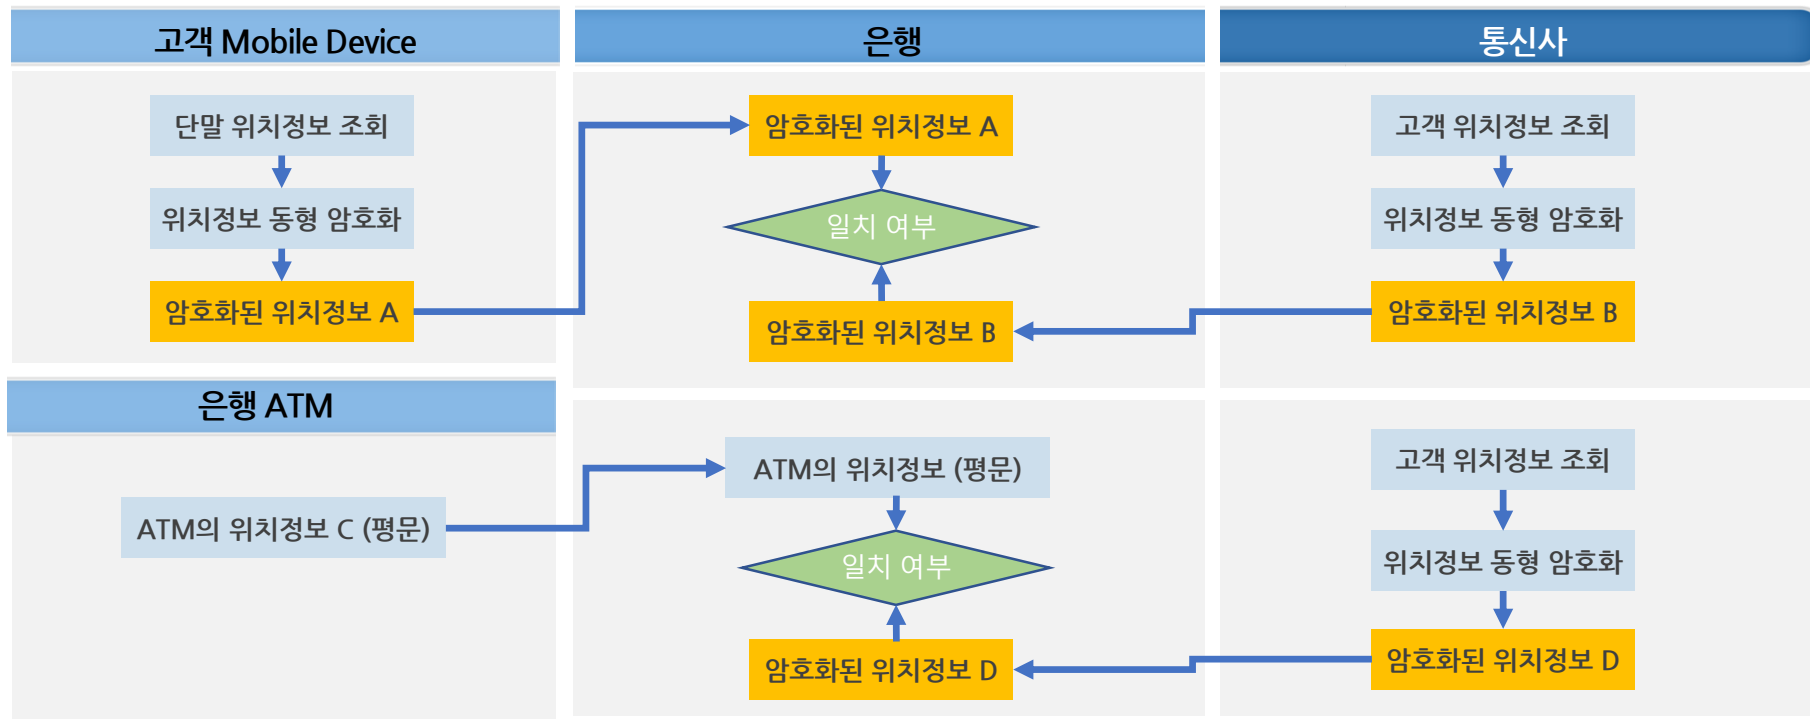 고객 Mobile Device
은행
통신사
단말 위치정보 조회
위치정보 동형 암호화
암호화된 위치정보 A
암호화된 위치정보 A
일치 여부
암호화된 위치정보 B
고객 위치정보 조회
위치정보 동형 암호화
암호화된 위치정보 B
은행 ATM
ATM의 위치정보 C (평문)
ATM의 위치정보 (평문)
일치 여부
암호화된 위치정보 D
고객 위치정보 조회
위치정보 동형 암호화
암호화된 위치정보 D